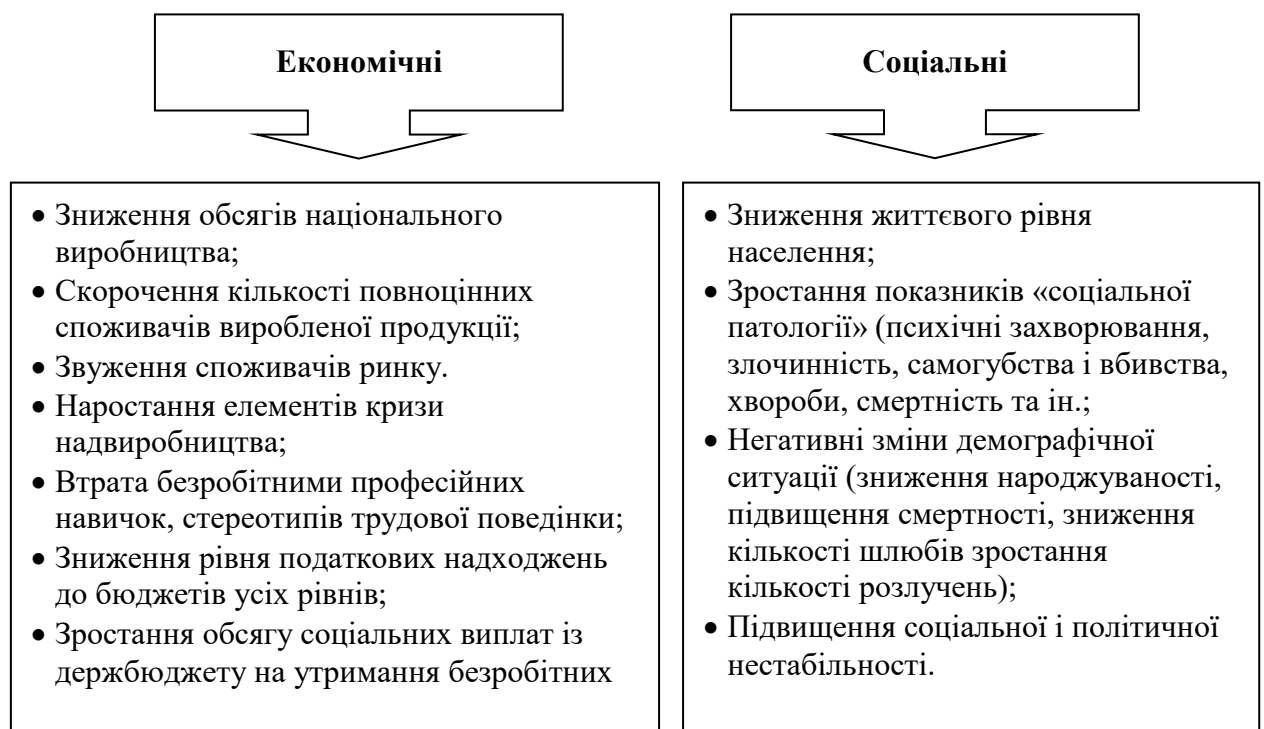 Економічні
Соціальні
• Зниження обсягів національного
виробництва;
• Скорочення кількості повноцінних
споживачів виробленої продукції;
• Звуження споживачів ринку.
• Наростання елементів кризи
надвиробництва;
• Втрата безробітними професійних
навичок, стереотипів трудової поведінки;
• Зниження рівня податкових надходжень
до бюджетів усіх рівнів;
• Зростання обсягу соціальних виплат із
держбюджету на утримання безробітних
• Зниження життєвого рівня
населення;
• Зростання показників «соціальної
патології» (психічні захворювання,
злочинність, самогубства і вбивства,
хвороби, смертність та ін.;
• Негативні зміни демографічної
ситуації (зниження народжуваності,
підвищення смертності, зниження
кількості шлюбів зростання
кількості розлучень);
• Підвищення соціальної і політичної
нестабільності.